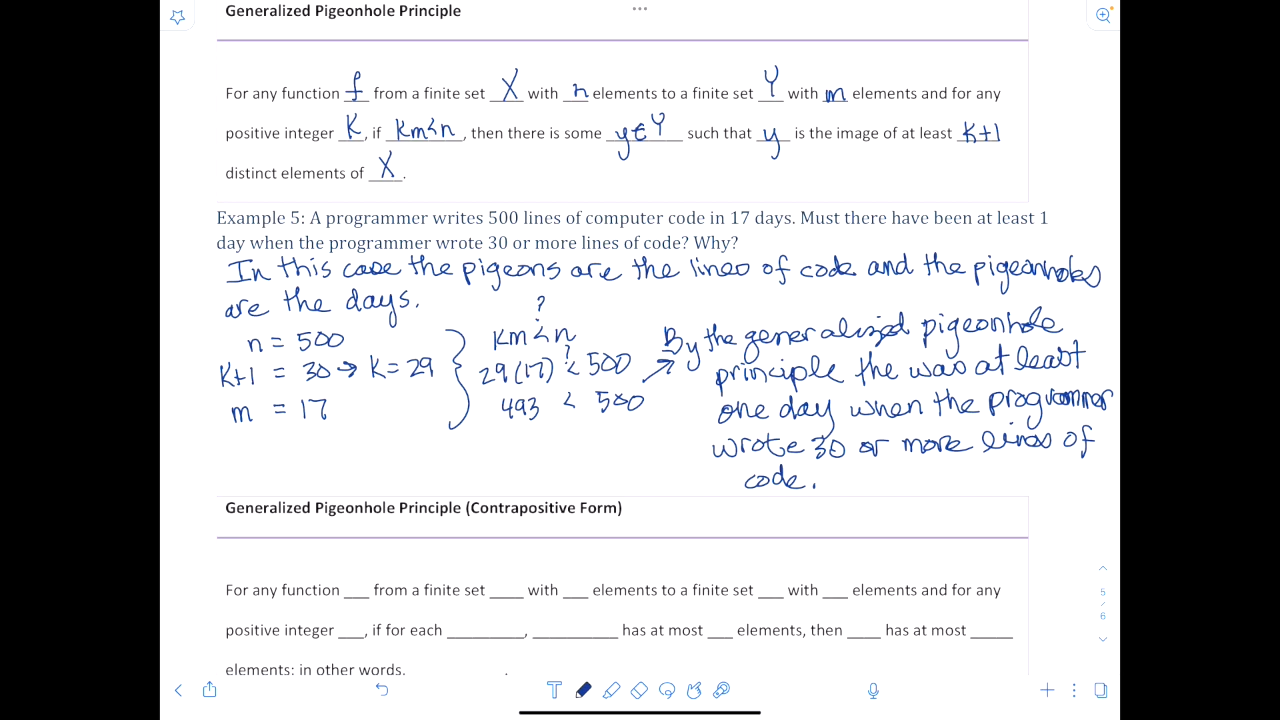 Generalized Pigeonhole Principle
For any function f from a finite set X with n elements to a finite set Y with m elements and for any
positive integer K, if Km<n, then there is some y∈Y such that y is the image of at least K+1
distinct elements of X.
Example 5: A programmer writes 500 lines of computer code in 17 days. Must there have been at least 1
day when the programmer wrote 30 or more lines of code? Why?
In this case the pigeons are the lines of code and the pigeonholes
are the days.
n = 500
K+1 = 30 → K = 29
m = 17
?
Km < n
?
29(17) < 500
493 < 500
By the generalized pigeonhole
principle the was at least
one day when the programmer
wrote 30 or more lines of
code.
Generalized Pigeonhole Principle (Contrapositive Form)
For any function ___ from a finite set ____ with ___ elements to a finite set ___ with ___ elements and for any
positive integer ___, if for each _________, __________ has at most ___ elements, then ____ has at most _____
elements; in other words,
5
/
6
T